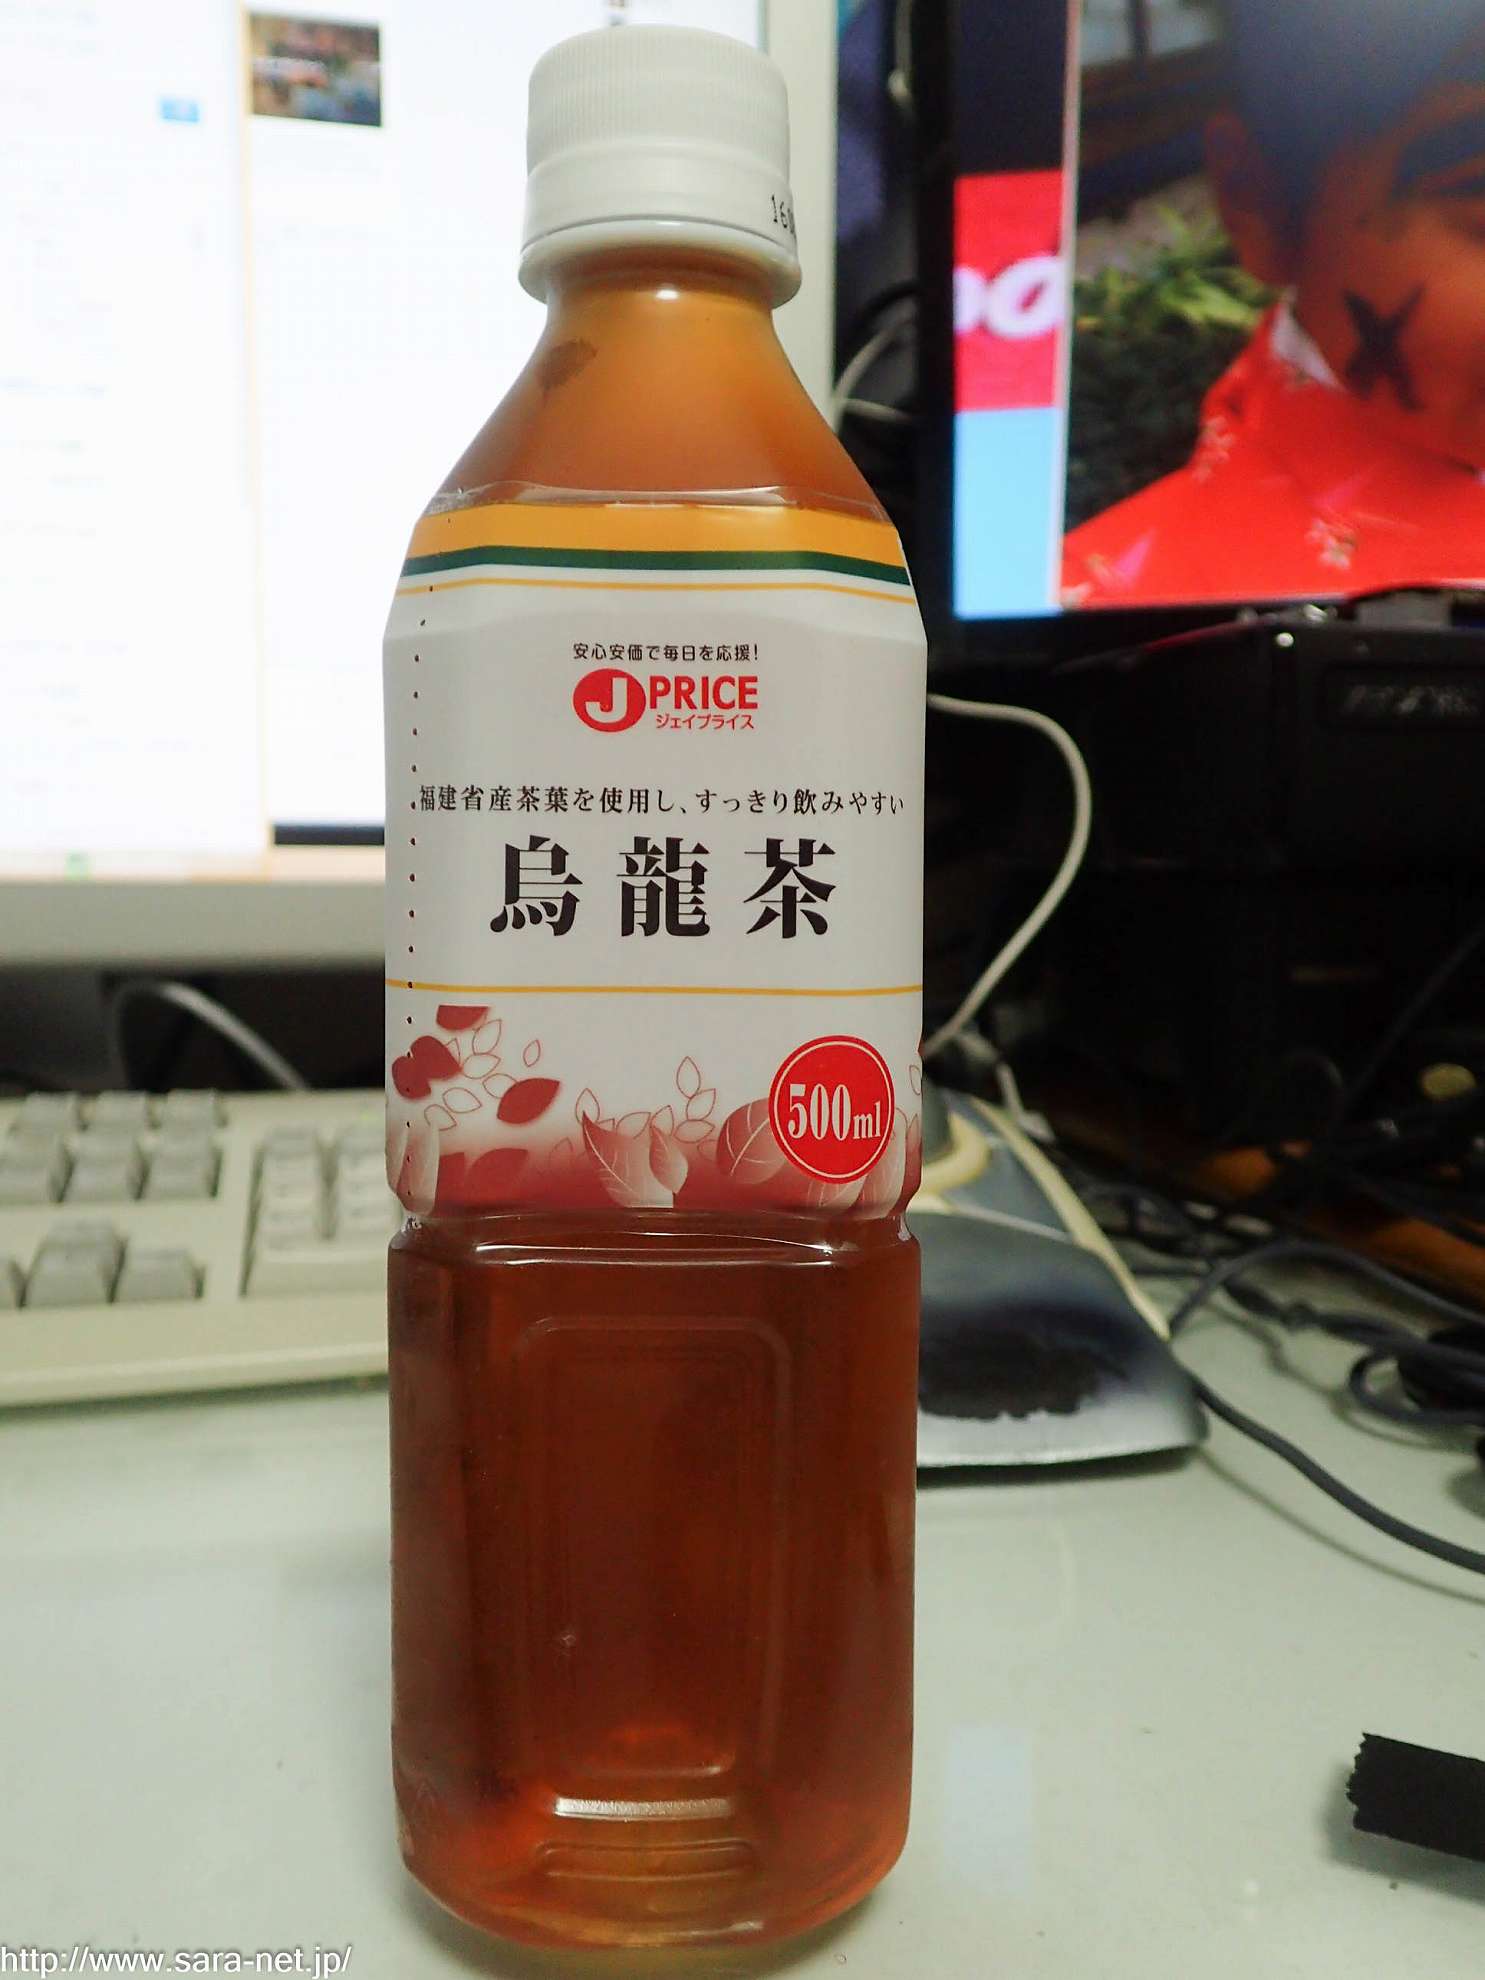 安心安価で毎日を応援!
J PRICE
ジェイプライス
福建省産茶葉を使用し、すっきり飲みやすい
烏龍茶
500ml
http://www.sara-net.jp/